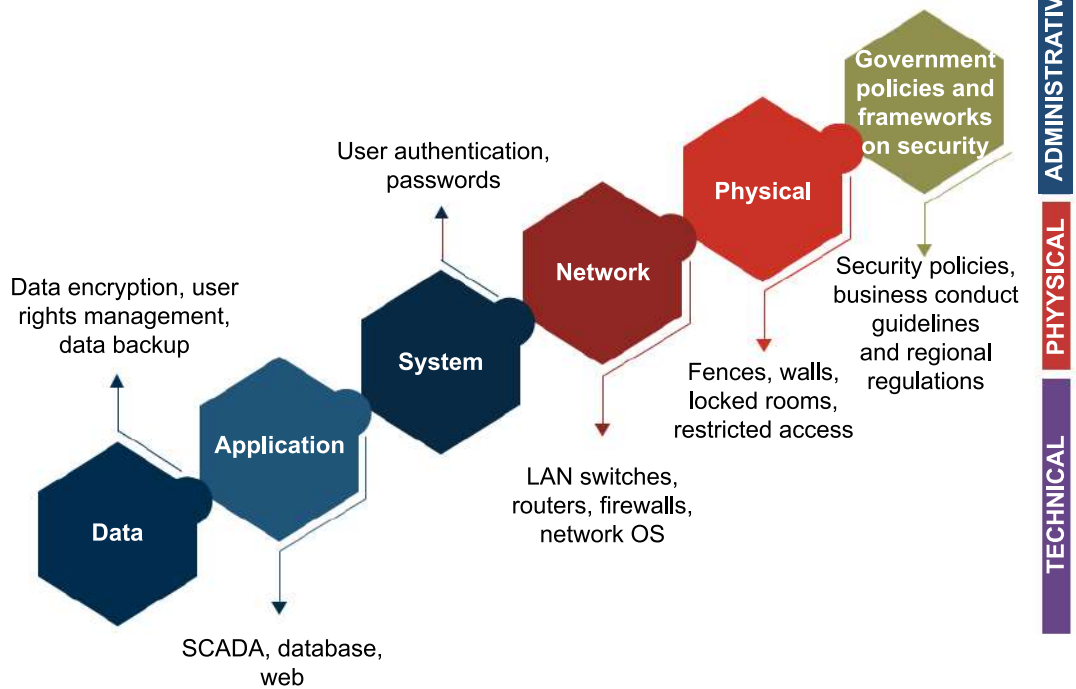 Government
policies and
frameworks
on security
User authentication,
passwords
Physical
Network
Data encryption, user
rights management,
data backup
System
Security policies,
business conduct
guidelines
and regional
regulations
Application
Fences, walls,
locked rooms,
restricted access
LAN switches,
routers, firewalls,
network OS
Data
SCADA, database,
web
ADMINISTRATIV
PHYYSICAL
TECHNICAL